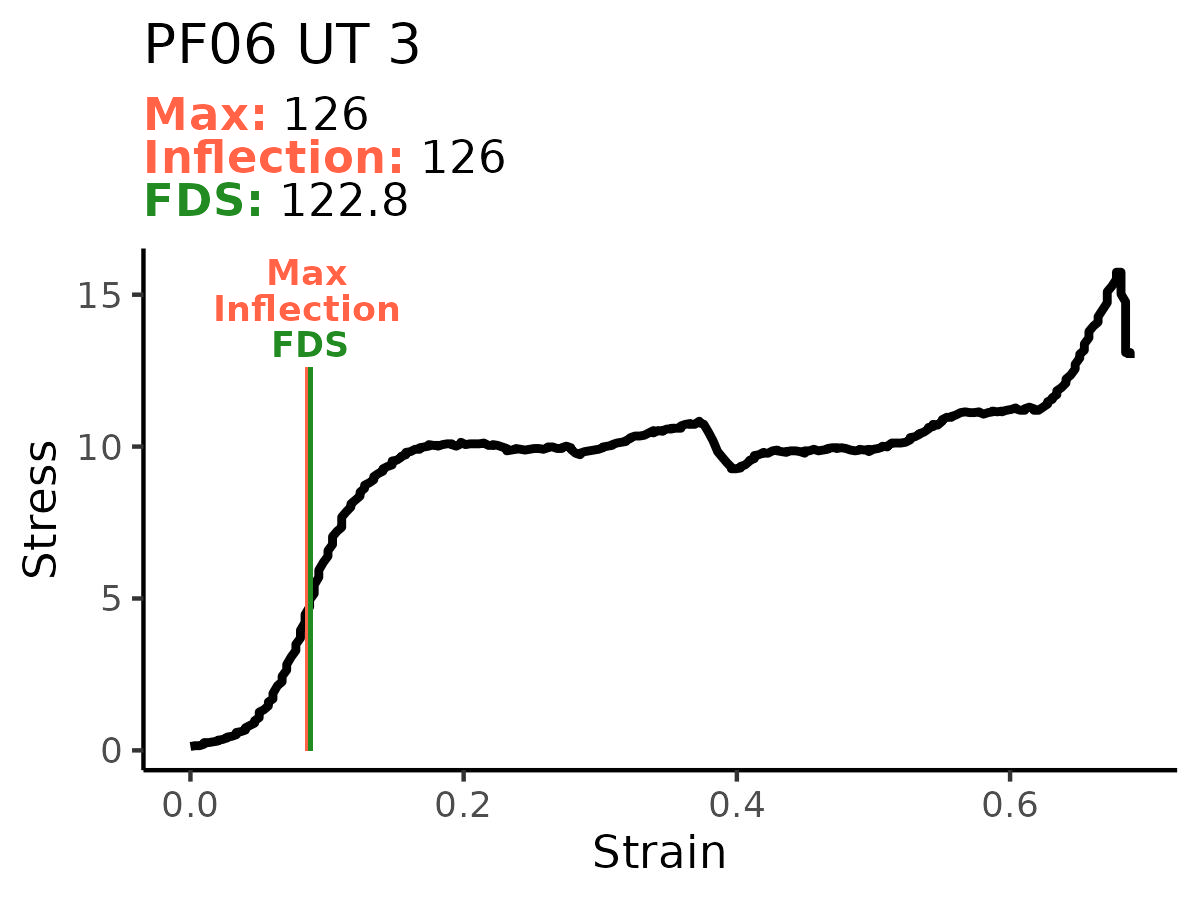 PF06 UT 3
Max: 126
Inflection: 126
FDS: 122.8
Max
Inflection
FDS
15
10
5
0
Stress
0.0 0.2 0.4 0.6
Strain